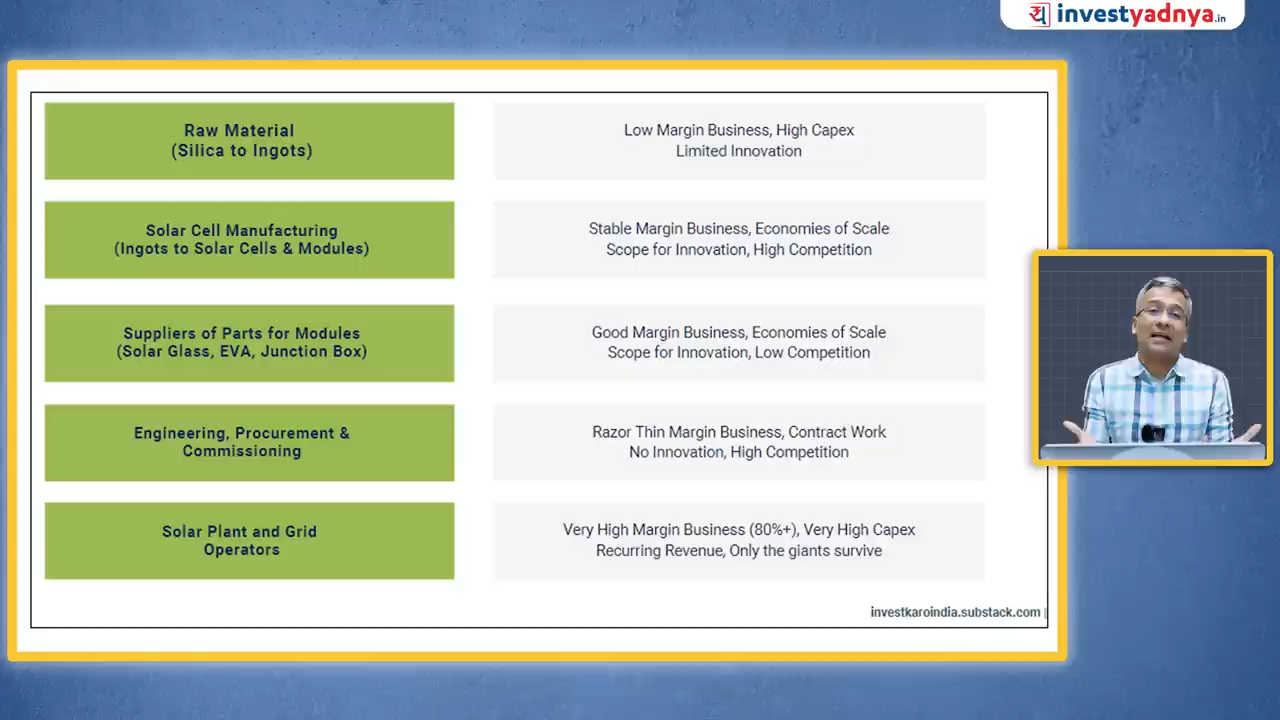 investyadnya.in
Raw Material
(Silica to Ingots)
Low Margin Business, High Capex
Limited Innovation
Solar Cell Manufacturing
(Ingots to Solar Cells & Modules)
Stable Margin Business, Economies of Scale
Scope for Innovation, High Competition
Suppliers of Parts for Modules
(Solar Glass, EVA, Junction Box)
Good Margin Business, Economies of Scale
Scope for Innovation, Low Competition
Engineering, Procurement &
Commissioning
Razor Thin Margin Business, Contract Work
No Innovation, High Competition
Solar Plant and Grid
Operators
Very High Margin Business (80%+), Very High Capex
Recurring Revenue, Only the giants survive
investkaroindia.substack.com |